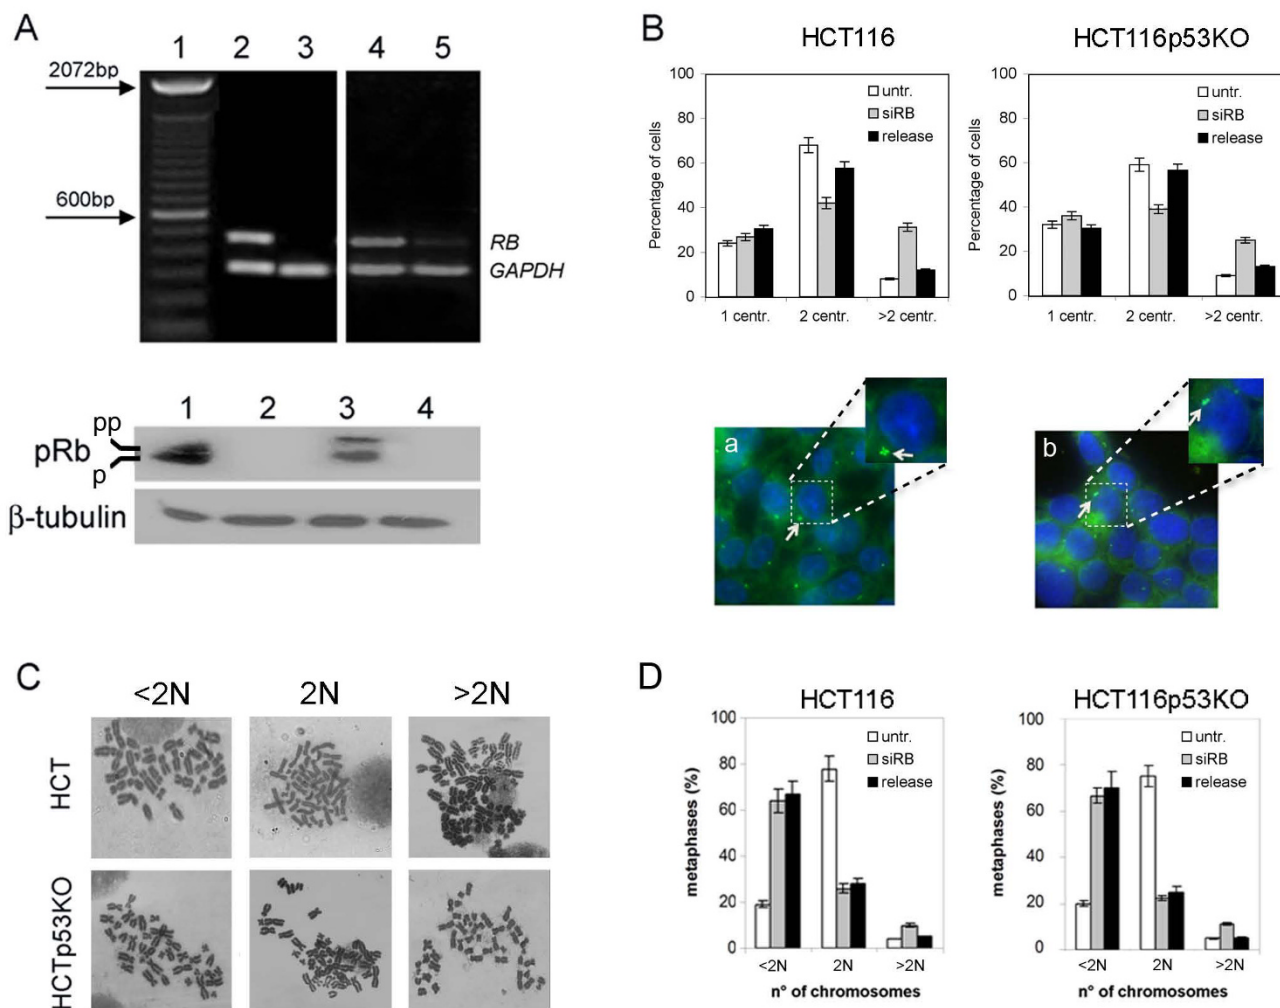 A
1 2 3 4 5
2072bp
600bp
RB
GAPDH
1 2 3 4
pp
pRb
p
β-tubulin
B
HCT116
100
80
60
40
20
0
Percentage of cells
untr.
siRB
release
1 centr. 2 centr. >2 centr.
HCT116p53KO
100
80
60
40
20
0
Percentage of cells
untr.
siRB
release
1 centr. 2 centr. >2 centr.
a
b
C
<2N 2N >2N
HCT
HCTp53KO
D
HCT116
100
80
60
40
20
0
metaphases (%)
untr.
siRB
release
<2N 2N >2N
n° of chromosomes
HCT116p53KO
100
80
60
40
20
0
metaphases (%)
untr.
siRB
release
<2N 2N >2N
n° of chromosomes